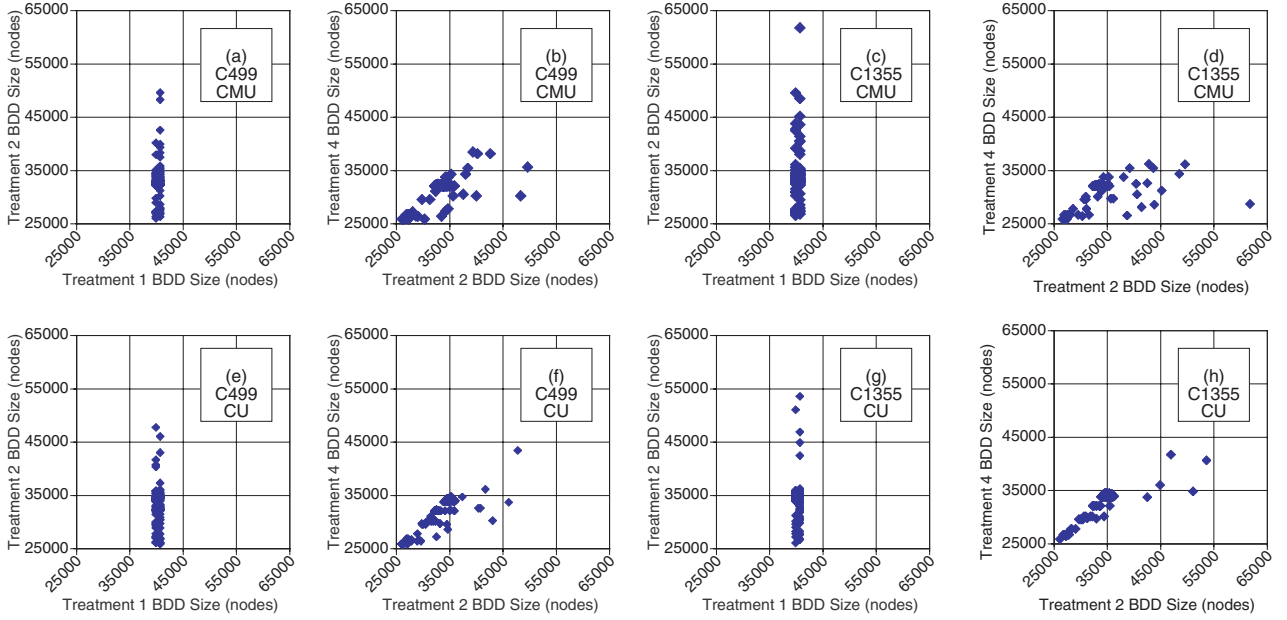 Treatment 2 BDD Size (nodes)
65000
55000
45000
35000
25000
(a)
C499
CMU
25000
35000
45000
55000
65000
Treatment 1 BDD Size (nodes)
Treatment 4 BDD Size (nodes)
65000
55000
45000
35000
25000
(b)
C499
CMU
25000
35000
45000
55000
65000
Treatment 2 BDD Size (nodes)
Treatment 2 BDD Size (nodes)
65000
55000
45000
35000
25000
(c)
C1355
CMU
25000
35000
45000
55000
65000
Treatment 1 BDD Size (nodes)
Treatment 4 BDD Size (nodes)
65000
55000
45000
35000
25000
(d)
C1355
CMU
25000
35000
45000
55000
65000
Treatment 2 BDD Size (nodes)
Treatment 2 BDD Size (nodes)
65000
55000
45000
35000
25000
(e)
C499
CU
25000
35000
45000
55000
65000
Treatment 1 BDD Size (nodes)
Treatment 4 BDD Size (nodes)
65000
55000
45000
35000
25000
(f)
C499
CU
25000
35000
45000
55000
65000
Treatment 2 BDD Size (nodes)
Treatment 2 BDD Size (nodes)
65000
55000
45000
35000
25000
(g)
C1355
CU
25000
35000
45000
55000
65000
Treatment 1 BDD Size (nodes)
Treatment 4 BDD Size (nodes)
65000
55000
45000
35000
25000
(h)
C1355
CU
25000
35000
45000
55000
65000
Treatment 2 BDD Size (nodes)